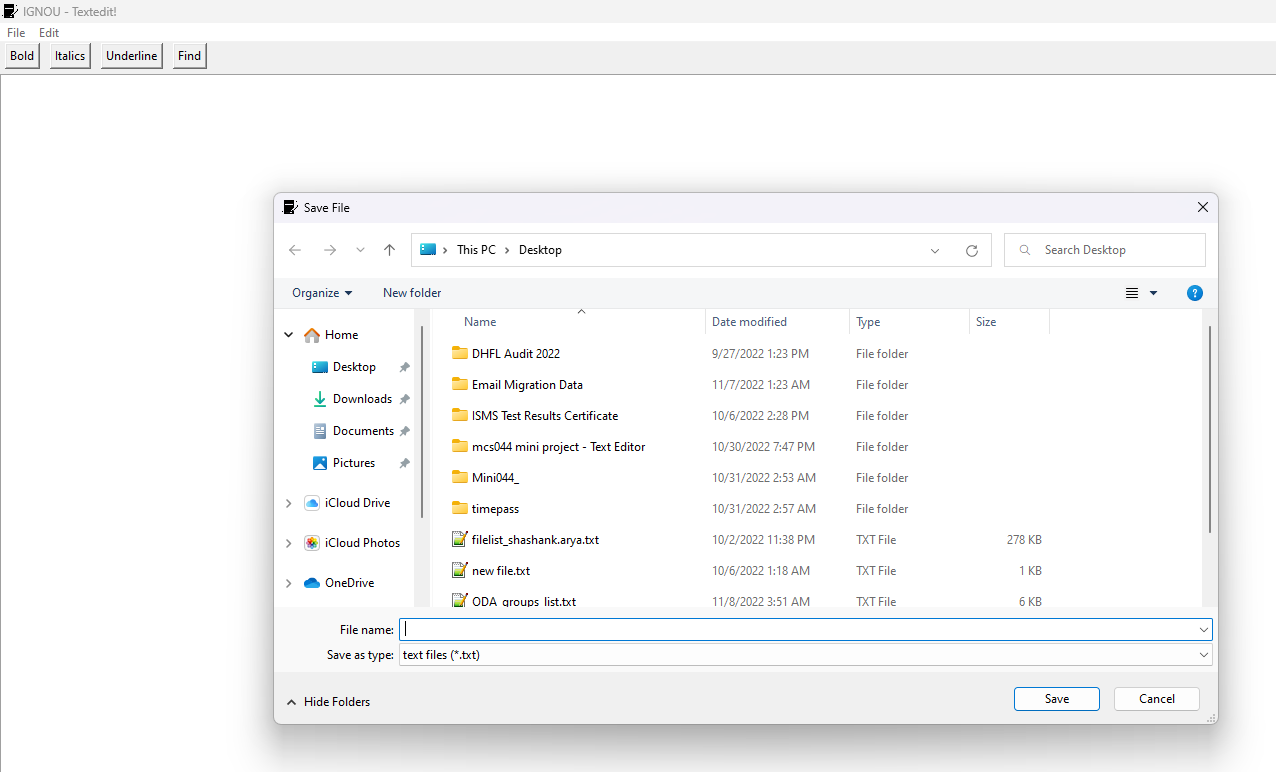 IGNOU - Textedit!
File Edit
Bold Italics Underline Find
Save File
This PC Desktop
Search Desktop
Organize New folder
?
Name Date modified Type Size
Home
Desktop
Downloads
Documents
Pictures
iCloud Drive
iCloud Photos
OneDrive
DHFL Audit 2022 9/27/2022 1:23 PM File folder
Email Migration Data 11/7/2022 1:23 AM File folder
ISMS Test Results Certificate 10/6/2022 2:28 PM File folder
mcs044 mini project - Text Editor 10/30/2022 7:47 PM File folder
Mini044_ 10/31/2022 2:53 AM File folder
timepass 10/31/2022 2:57 AM File folder
filelist_shashank.arya.txt 10/2/2022 11:38 PM TXT File 278 KB
new file.txt 10/6/2022 1:18 AM TXT File 1 KB
ODA_groups_list.txt 11/8/2022 3:51 AM TXT File 6 KB
File name:
Save as type: text files (*.txt)
Hide Folders
Save Cancel